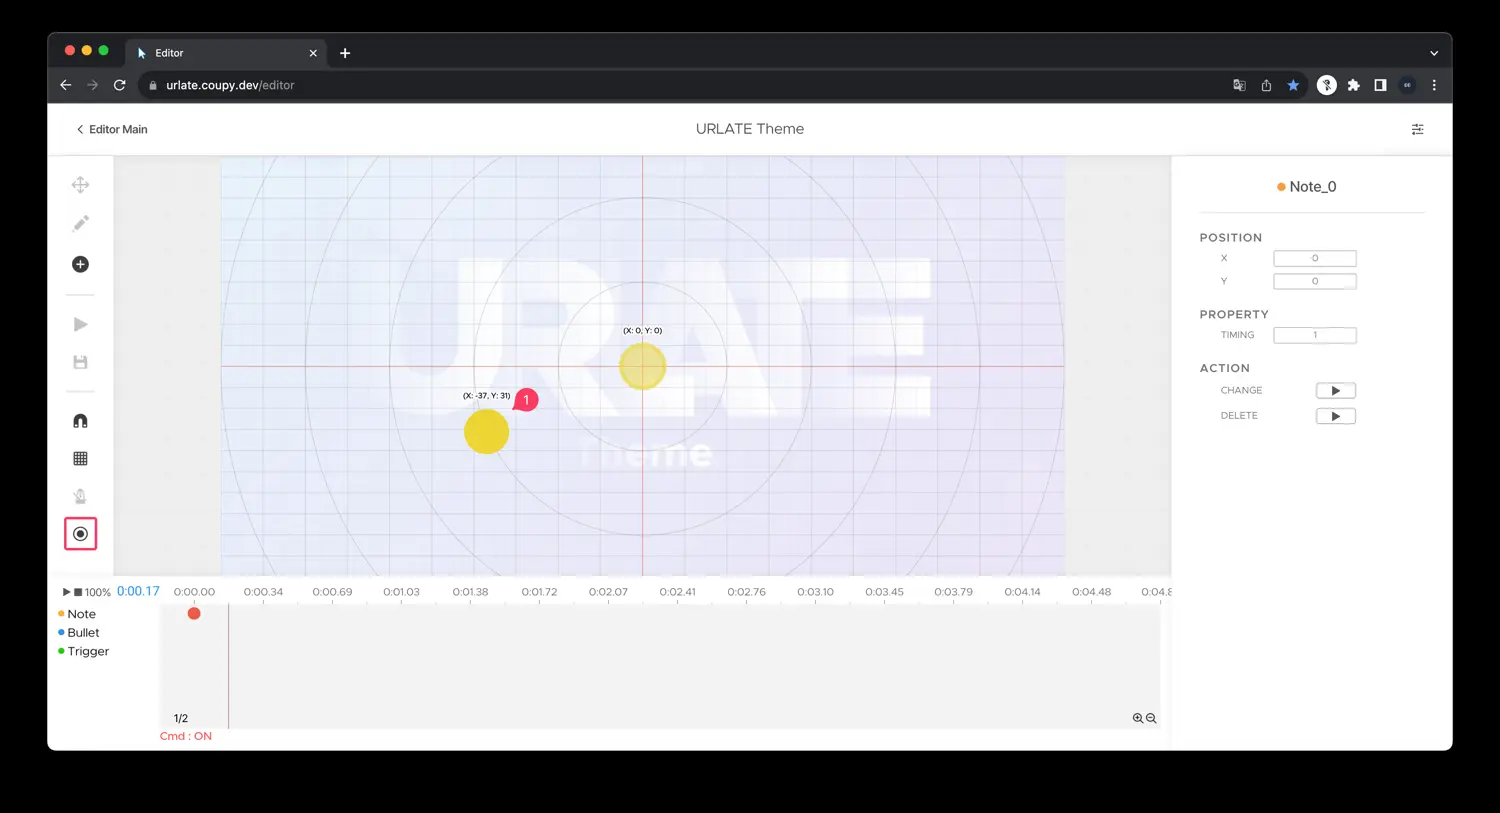 Editor
urlate.coupy.dev/editor
Editor Main
URLATE Theme
Note_0
POSITION
X 0
Y 0
PROPERTY
TIMING 1
ACTION
CHANGE
DELETE
URLATE
Theme
(X: 0, Y: 0)
(X: -37, Y: 31)
1
100% 0:00.17 0:00.00 0:00.34 0:00.69 0:01.03 0:01.38 0:01.72 0:02.07 0:02.41 0:02.76 0:03.10 0:03.45 0:03.79 0:04.14 0:04.48 0:04.8
Note
Bullet
Trigger
1/2
Cmd : ON